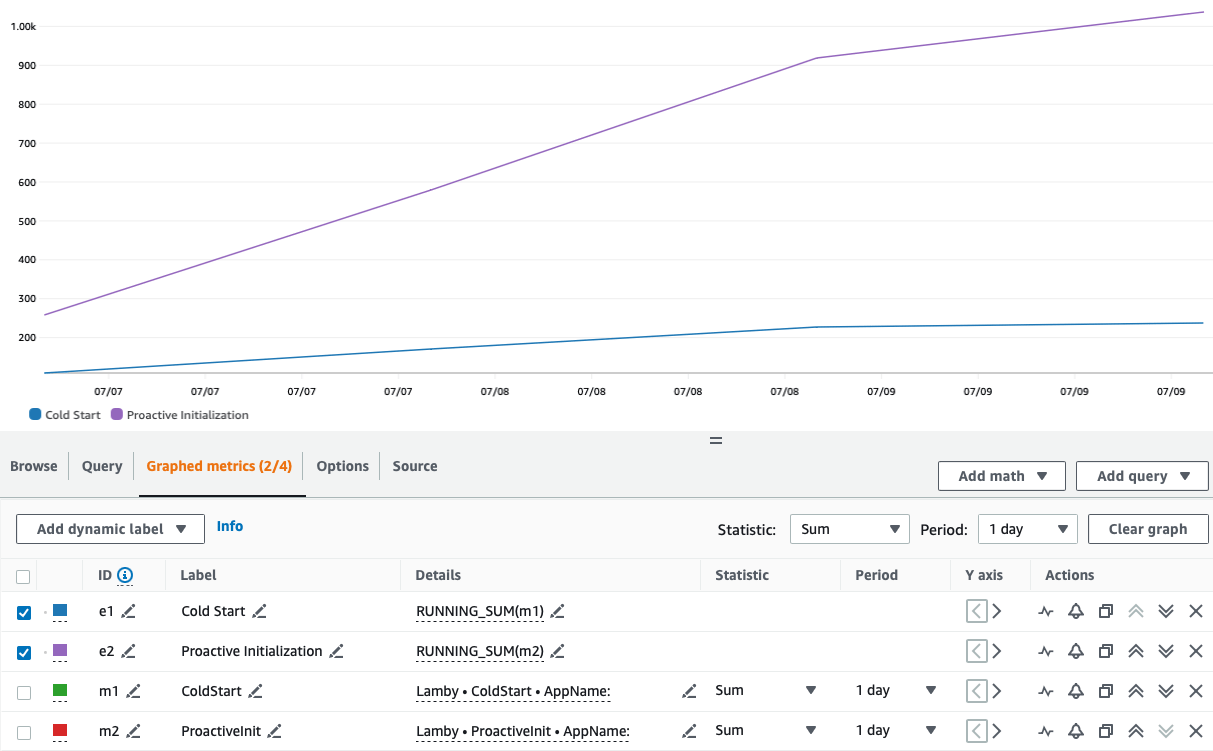 1.00k
900
800
700
600
500
400
300
200
07/07 07/07 07/07 07/07 07/08 07/08 07/08 07/08 07/09 07/09 07/09 07/09
Cold Start Proactive Initialization
Browse Query Graphed metrics (2/4) Options Source
Add math Add query
Add dynamic label Info Statistic: Sum Period: 1 day Clear graph
ID Label Details Statistic Period Y axis Actions
e1 Cold Start RUNNING_SUM(m1)
e2 Proactive Initialization RUNNING_SUM(m2)
m1 ColdStart Lamby • ColdStart • AppName: Sum 1 day
m2 ProactiveInit Lamby • ProactiveInit • AppName: Sum 1 day